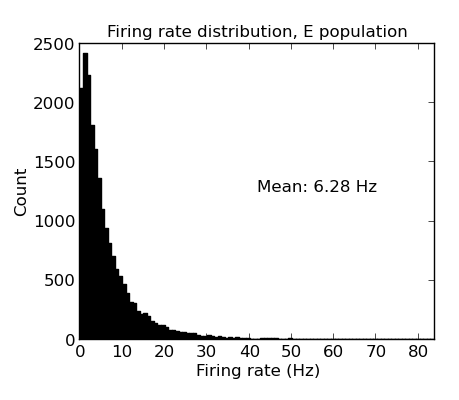 Firing rate distribution, E population
2500
2000
1500
1000
500
0
Mean: 6.28 Hz
Count
0 10 20 30 40 50 60 70 80
Firing rate (Hz)